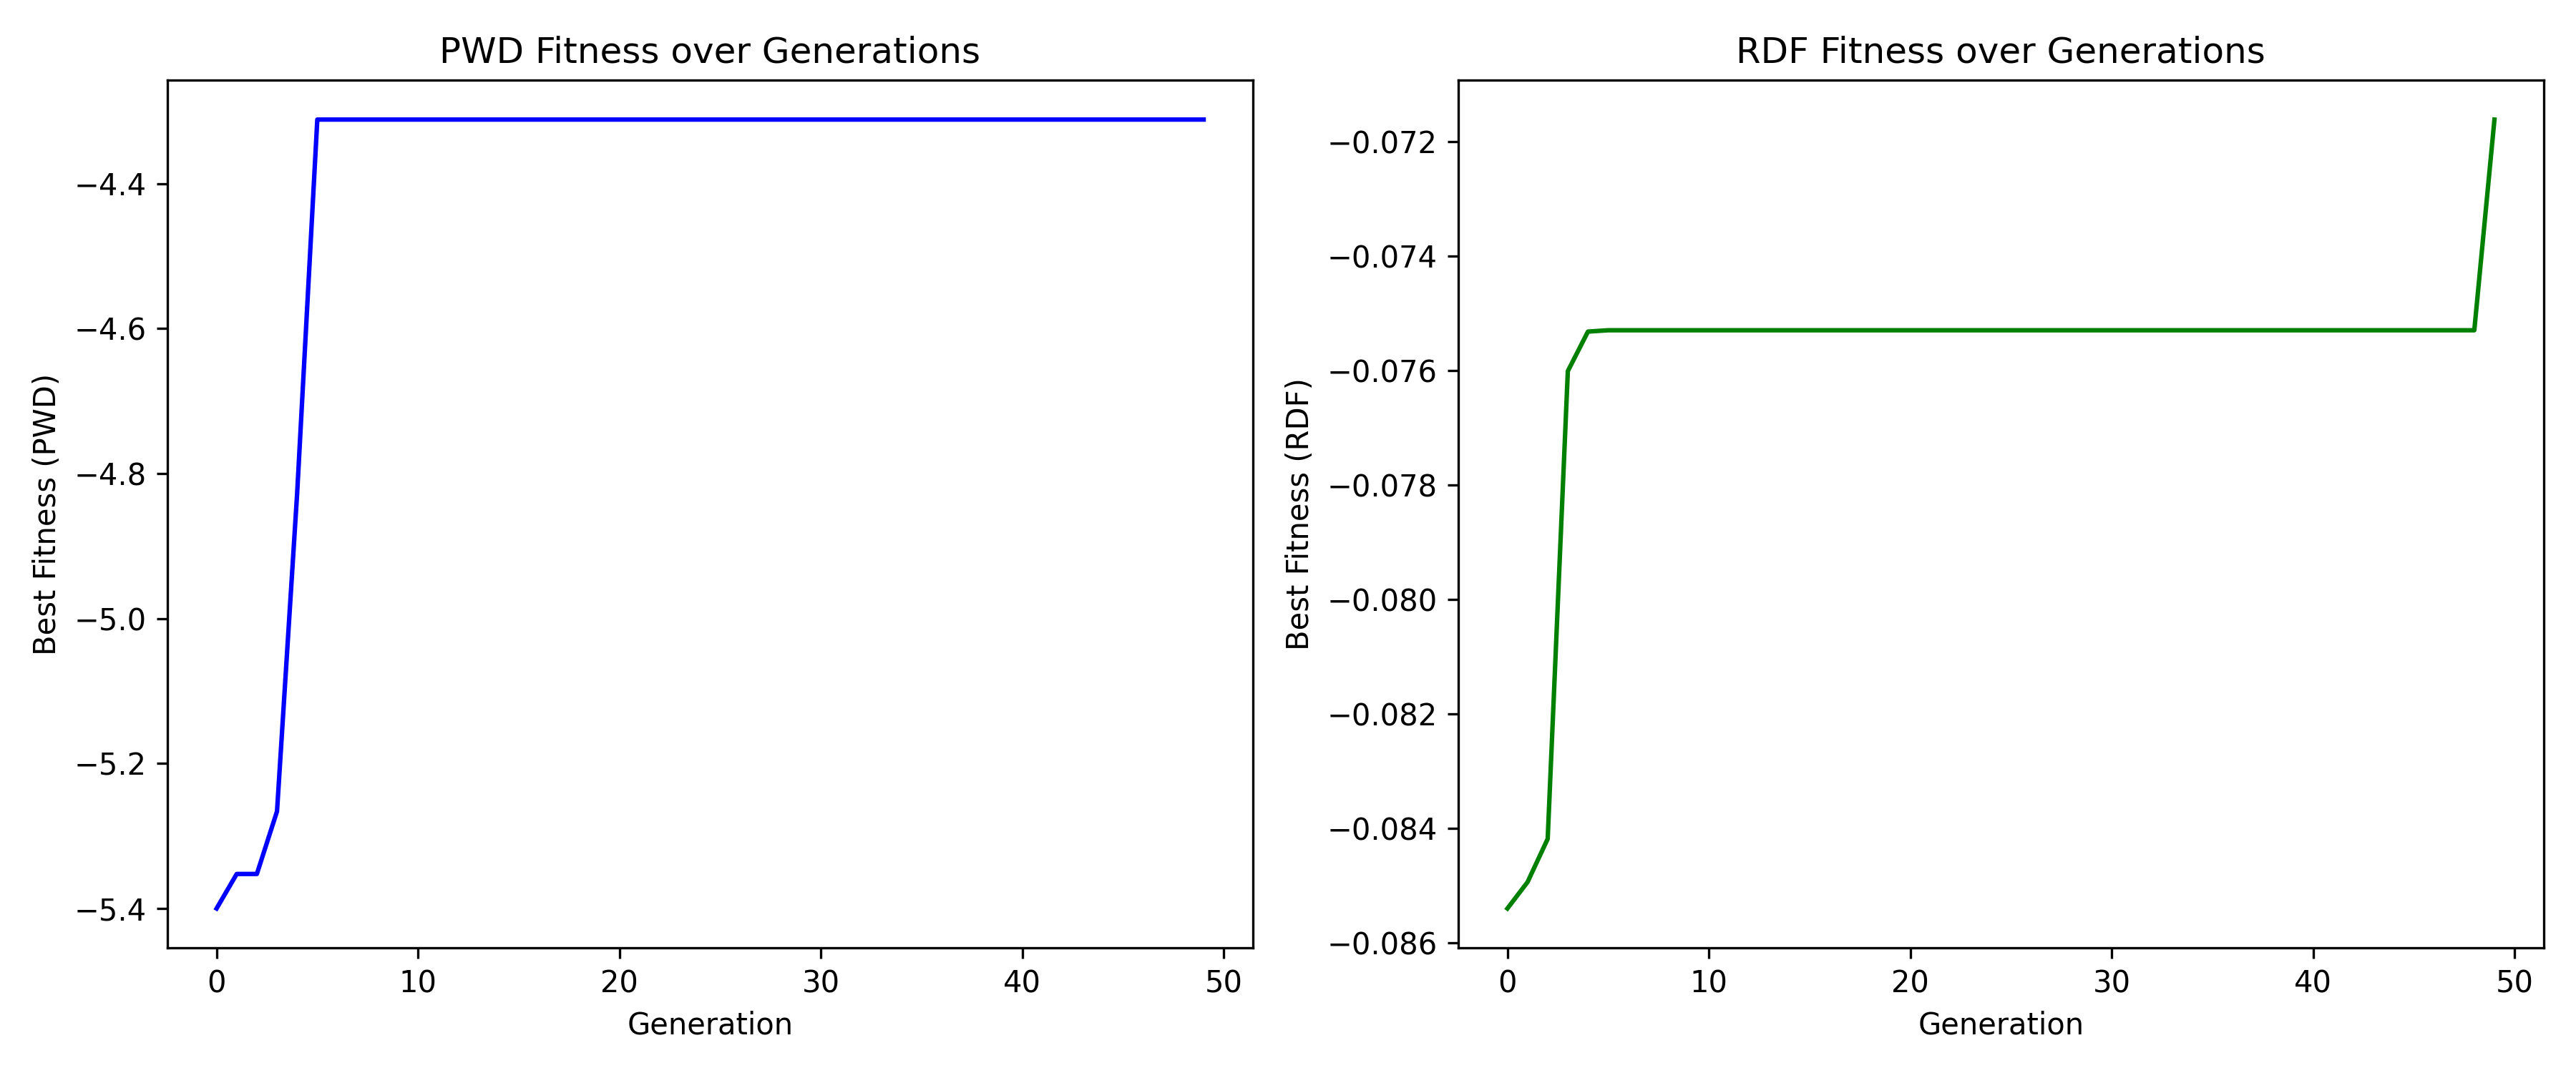 PWD Fitness over Generations
Best Fitness (PWD)
−4.4
−4.6
−4.8
−5.0
−5.2
−5.4
0 10 20 30 40 50
Generation
RDF Fitness over Generations
Best Fitness (RDF)
−0.072
−0.074
−0.076
−0.078
−0.080
−0.082
−0.084
−0.086
0 10 20 30 40 50
Generation